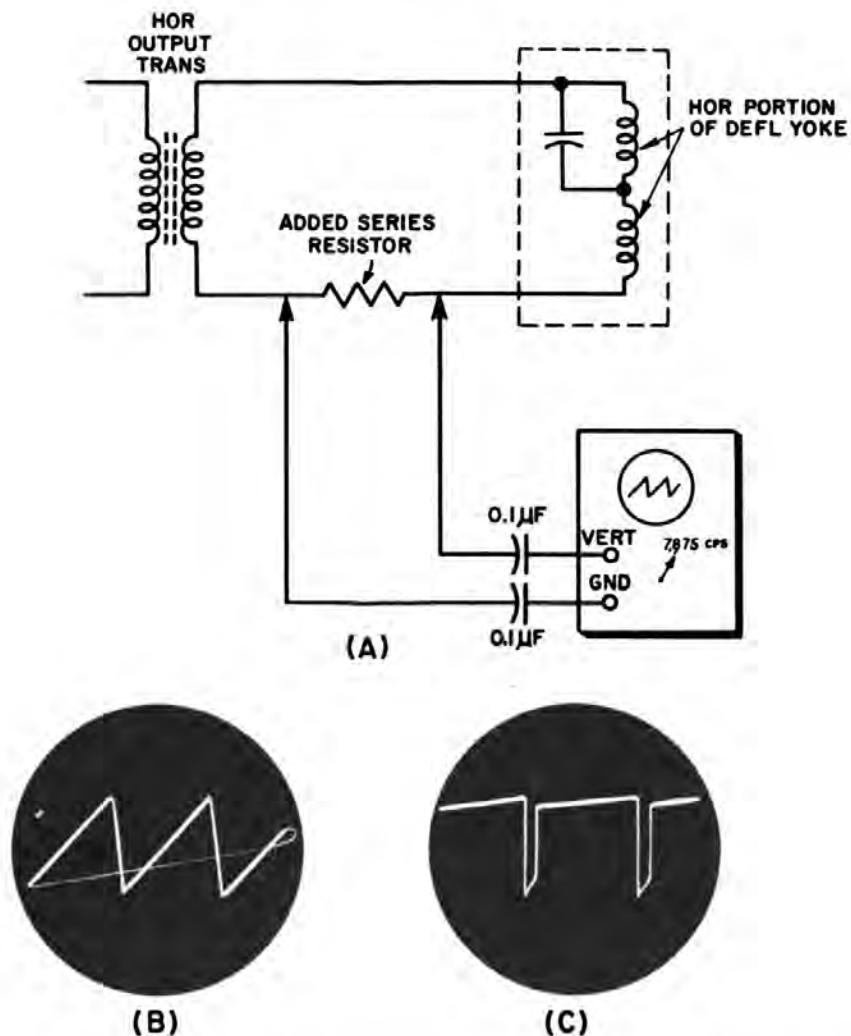 HOR
OUTPUT
TRANS
HOR PORTION
OF DEFL YOKE
ADDED SERIES
RESISTOR
0.1µF
VERT
7,875 CPS
GND
0.1µF
(A)
(B)
(C)